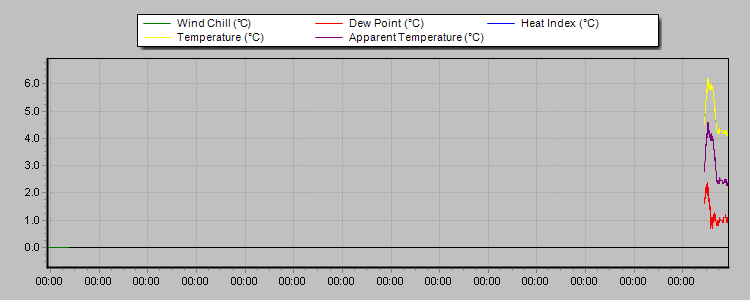 Wind Chill (°C) Dew Point (°C) Heat Index (°C)
Temperature (°C) Apparent Temperature (°C)
6.0
5.0
4.0
3.0
2.0
1.0
0.0
00:00 00:00 00:00 00:00 00:00 00:00 00:00 00:00 00:00 00:00 00:00 00:00 00:00 00:00